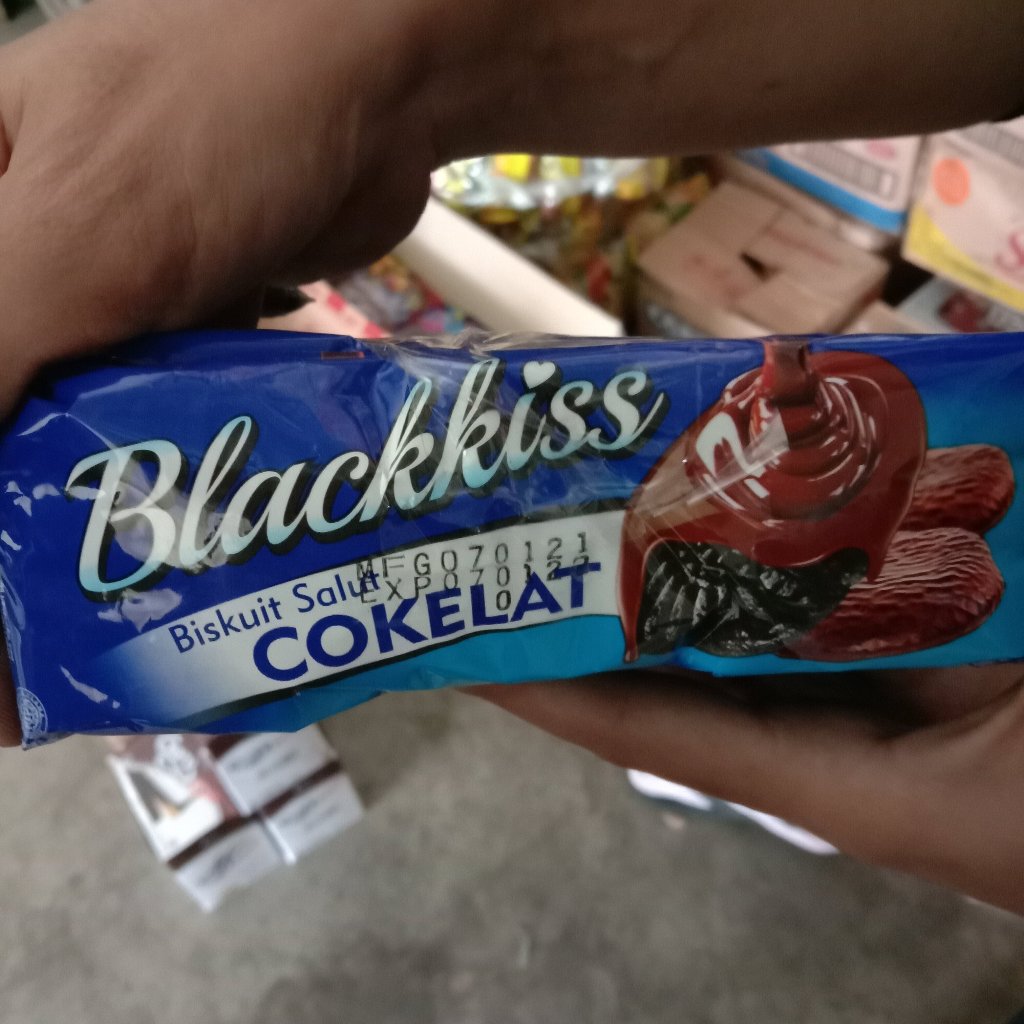 Blackkiss
MFG070121
EXP070122
Biskuit Salut
COKELAT